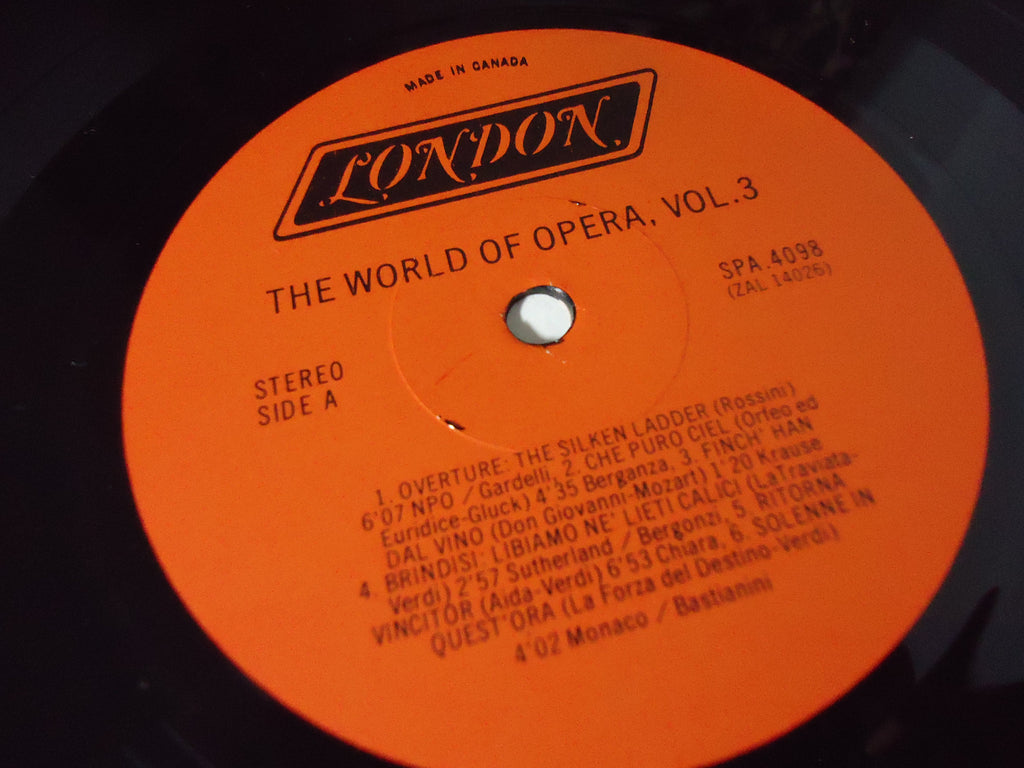 MADE IN CANADA
LONDON
THE WORLD OF OPERA, VOL.3
SPA.4098
(ZAL 14026)
STEREO
SIDE A
1. OVERTURE: THE SILKEN LADDER (Rossini)
6'07 NPO / Gardelli, 2. CHE PURO CIEL (Orfeo ed
Euridice-Gluck) 4'35 Berganza, 3. FINCH' HAN
DAL VINO (Don Giovanni-Mozart) 1'20 Krause
4. BRINDISI: LIBIAMO NE' LIETI CALICI (LaTraviata-
Verdi) 2'57 Sutherland / Bergonzi, 5. RITORNA
VINCITOR (Aida-Verdi) 6'53 Chiara, 6. SOLENNE IN
QUEST'ORA (La Forza del Destino-Verdi)
4'02 Monaco / Bastianini